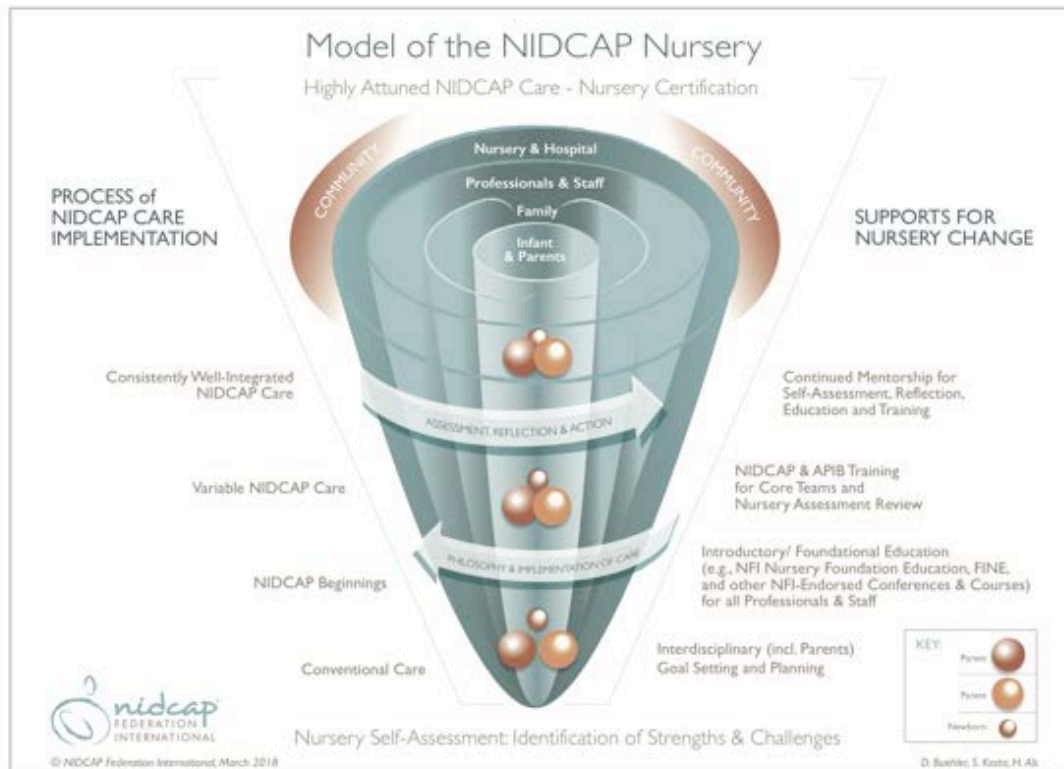 Model of the NIDCAP Nursery
Highly Attuned NIDCAP Care - Nursery Certification
COMMUNITY
COMMUNITY
Nursery & Hospital
Professionals & Staff
Family
Infant
& Parents
PROCESS of
NIDCAP CARE
IMPLEMENTATION
SUPPORTS FOR
NURSERY CHANGE
Consistently Well-Integrated
NIDCAP Care
Continued Mentorship for
Self-Assessment, Reflection,
Education and Training
ASSESSMENT, REFLECTION & ACTION
Variable NIDCAP Care
NIDCAP & APIB Training
for Core Teams and
Nursery Assessment Review
PHILOSOPHY & IMPLEMENTATION OF CARE
NIDCAP Beginnings
Introductory/ Foundational Education
(e.g., NFI Nursery Foundation Education, FINE,
and other NFI-Endorsed Conferences & Courses)
for all Professionals & Staff
Conventional Care
Interdisciplinary (incl. Parents)
Goal Setting and Planning
KEY:
Parent
Parent
Newborn
nidcap
FEDERATION
INTERNATIONAL
Nursery Self-Assessment: Identification of Strengths & Challenges
© NIDCAP Federation International, March 2018
D. Buehler, S. Kosta, H. Als